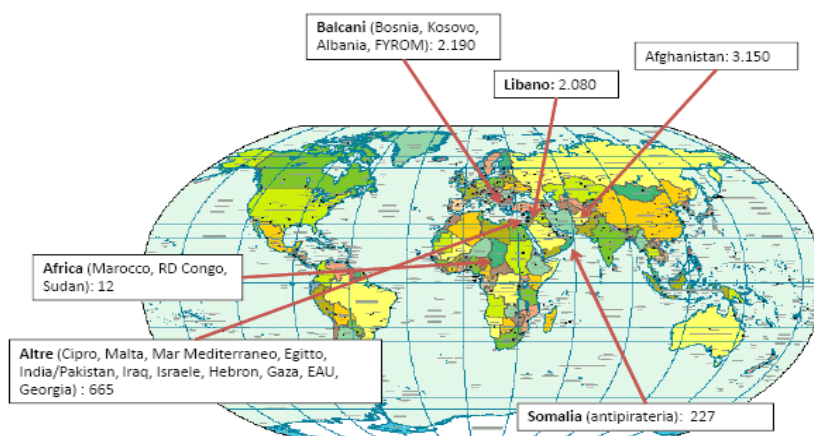 Balcani (Bosnia, Kosovo,
Albania, FYROM): 2.190
Afghanistan: 3.150
Libano: 2.080
Africa (Marocco, RD Congo,
Sudan): 12
Altre (Cipro, Malta, Mar Mediterraneo, Egitto,
India/Pakistan, Iraq, Israele, Hebron, Gaza, EAU,
Georgia) : 665
Somalia (antipirateria): 227